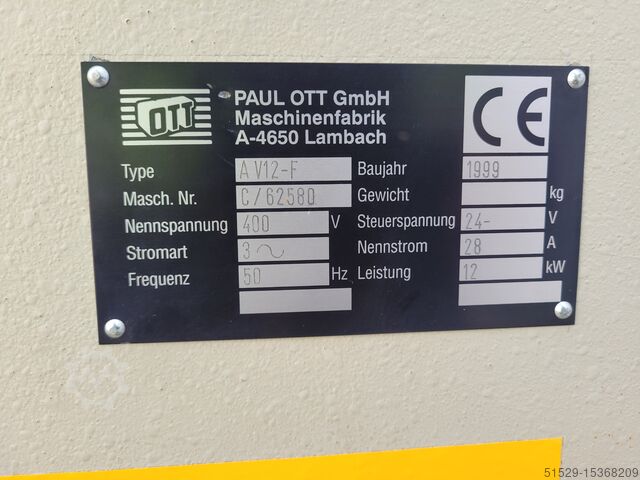 OTT
PAUL OTT GmbH
Maschinenfabrik
A-4650 Lambach
CE
Type A V12-F Baujahr 1999
Masch. Nr. C/62580 Gewicht kg
Nennspannung 400 V Steuerspannung 24- V
Stromart 3~ Nennstrom 28 A
Frequenz 50 Hz Leistung 12 kW
51529-15368209